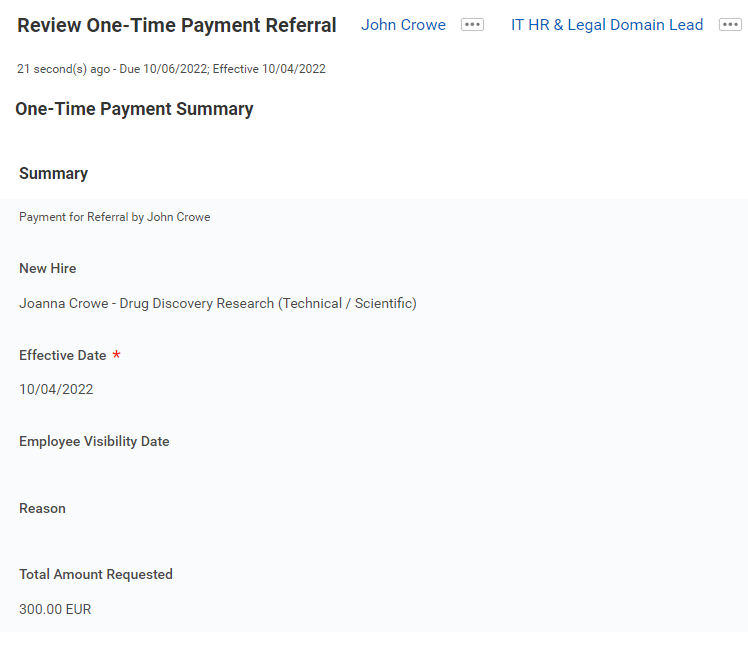 Review One-Time Payment Referral John Crowe IT HR & Legal Domain Lead
21 second(s) ago - Due 10/06/2022; Effective 10/04/2022
One-Time Payment Summary
Summary
Payment for Referral by John Crowe
New Hire
Joanna Crowe - Drug Discovery Research (Technical / Scientific)
Effective Date *
10/04/2022
Employee Visibility Date
Reason
Total Amount Requested
300.00 EUR